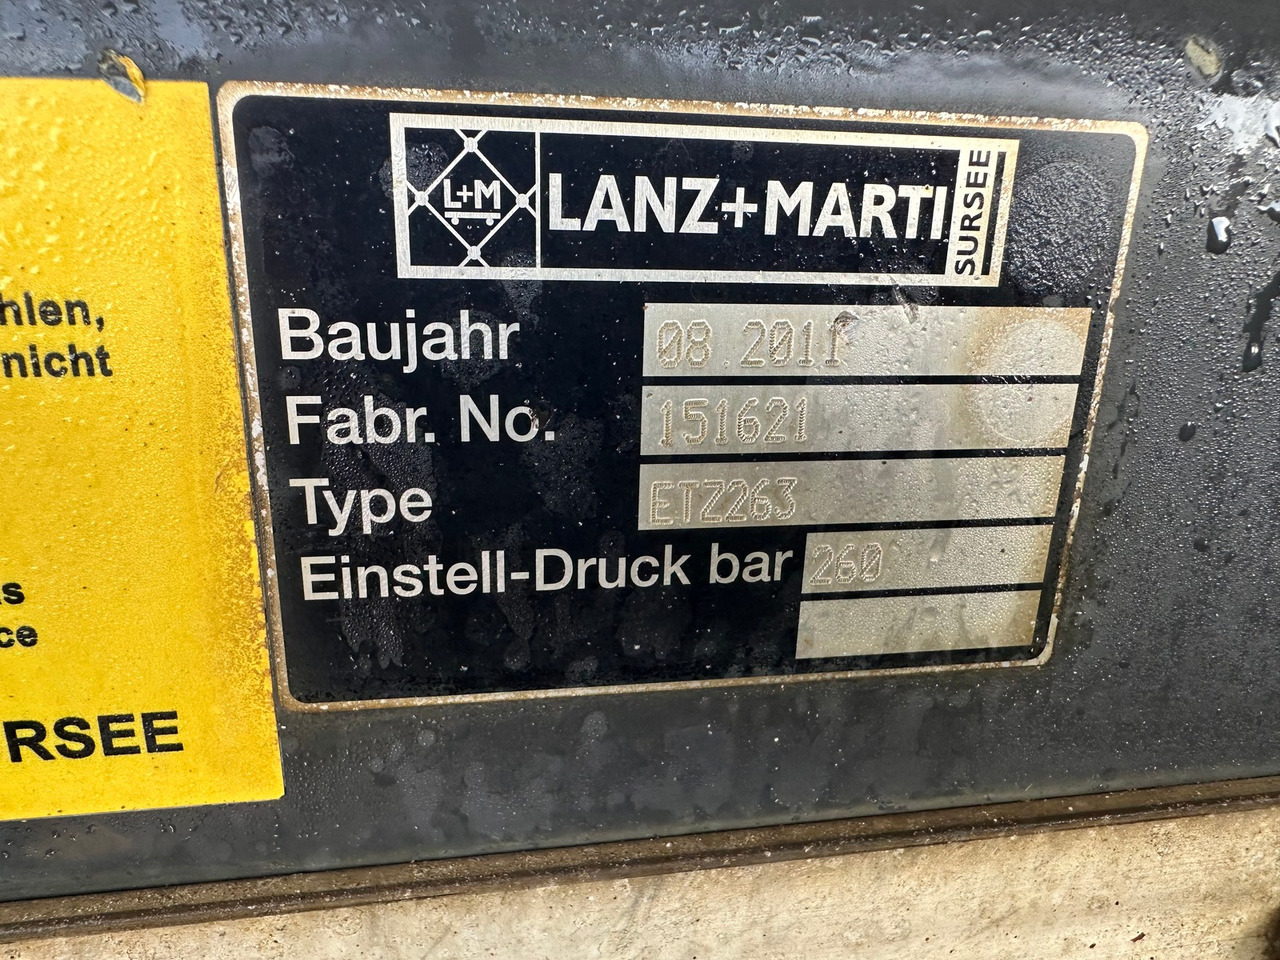 L+M
LANZ+MARTI
SURSEE
Baujahr 08 2011
Fabr. No. 151621
Type ETZ263
Einstell-Druck bar 260
hlen,
nicht
s
ce
RSEE